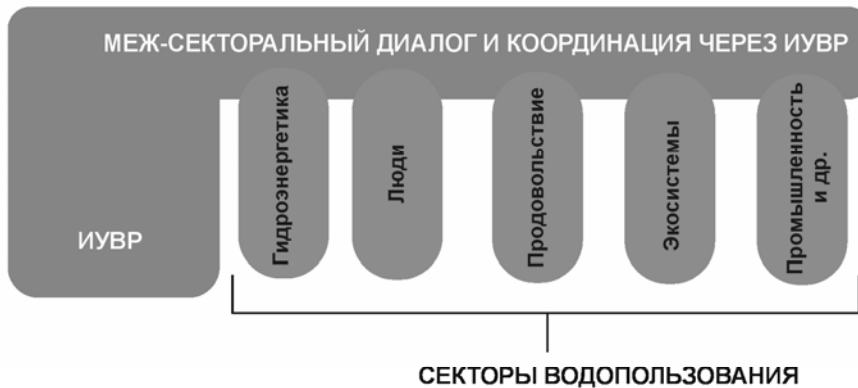 МЕЖ-СЕКТОРАЛЬНЫЙ ДИАЛОГ И КООРДИНАЦИЯ ЧЕРЕЗ ИУВР
ИУВР
Гидроэнергетика
Люди
Продовольствие
Экосистемы
Промышленность
и др.
СЕКТОРЫ ВОДОПОЛЬЗОВАНИЯ